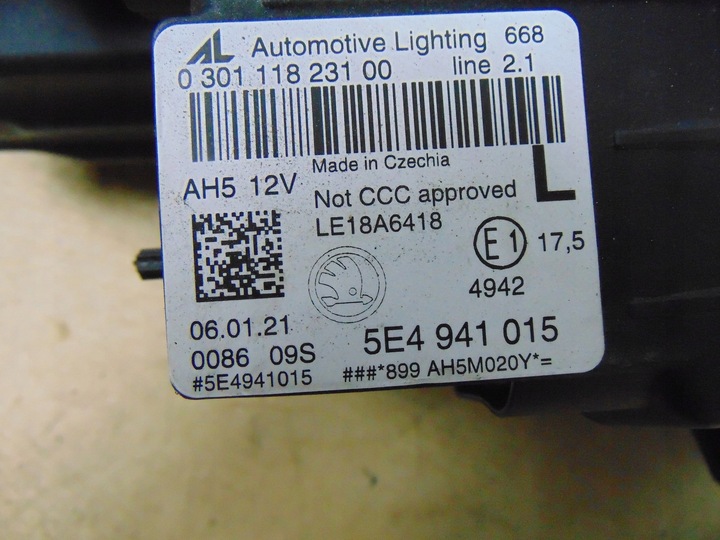 AL Automotive Lighting 668
0 301 118 231 00 line 2.1
Made in Czechia
AH5 12V
Not CCC approved L
LE18A6418
E1 17,5
4942
06.01.21
0086 09S
5E4 941 015
#5E4941015 ###*899 AH5M020Y*=